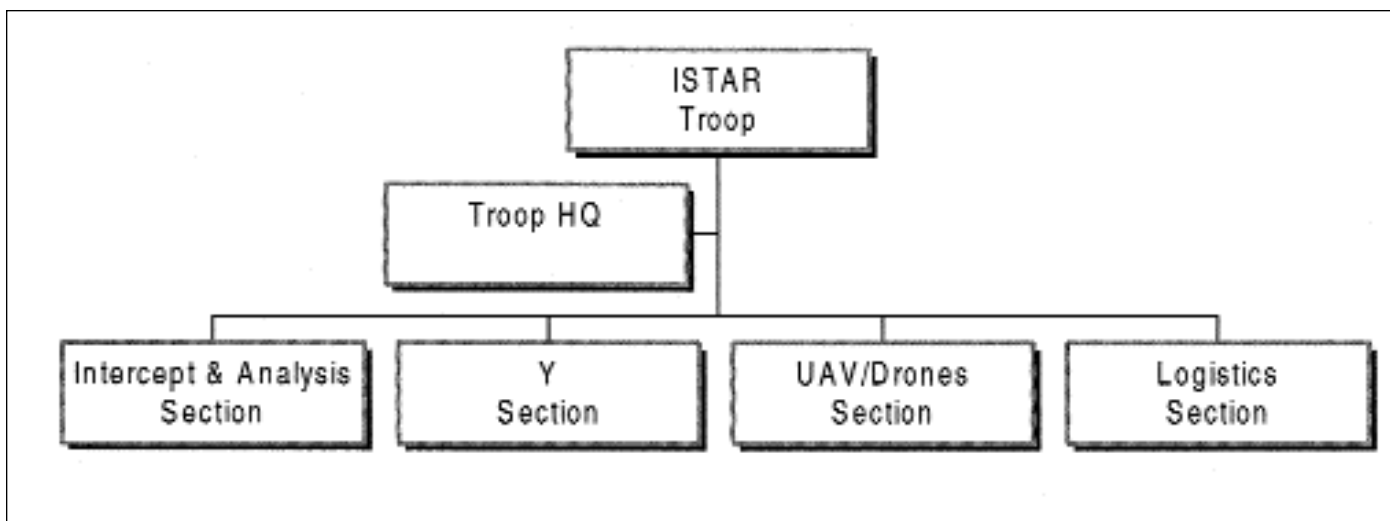 ISTAR
Troop
Troop HQ
Intercept & Analysis
Section
Y
Section
UAV/Drones
Section
Logistics
Section